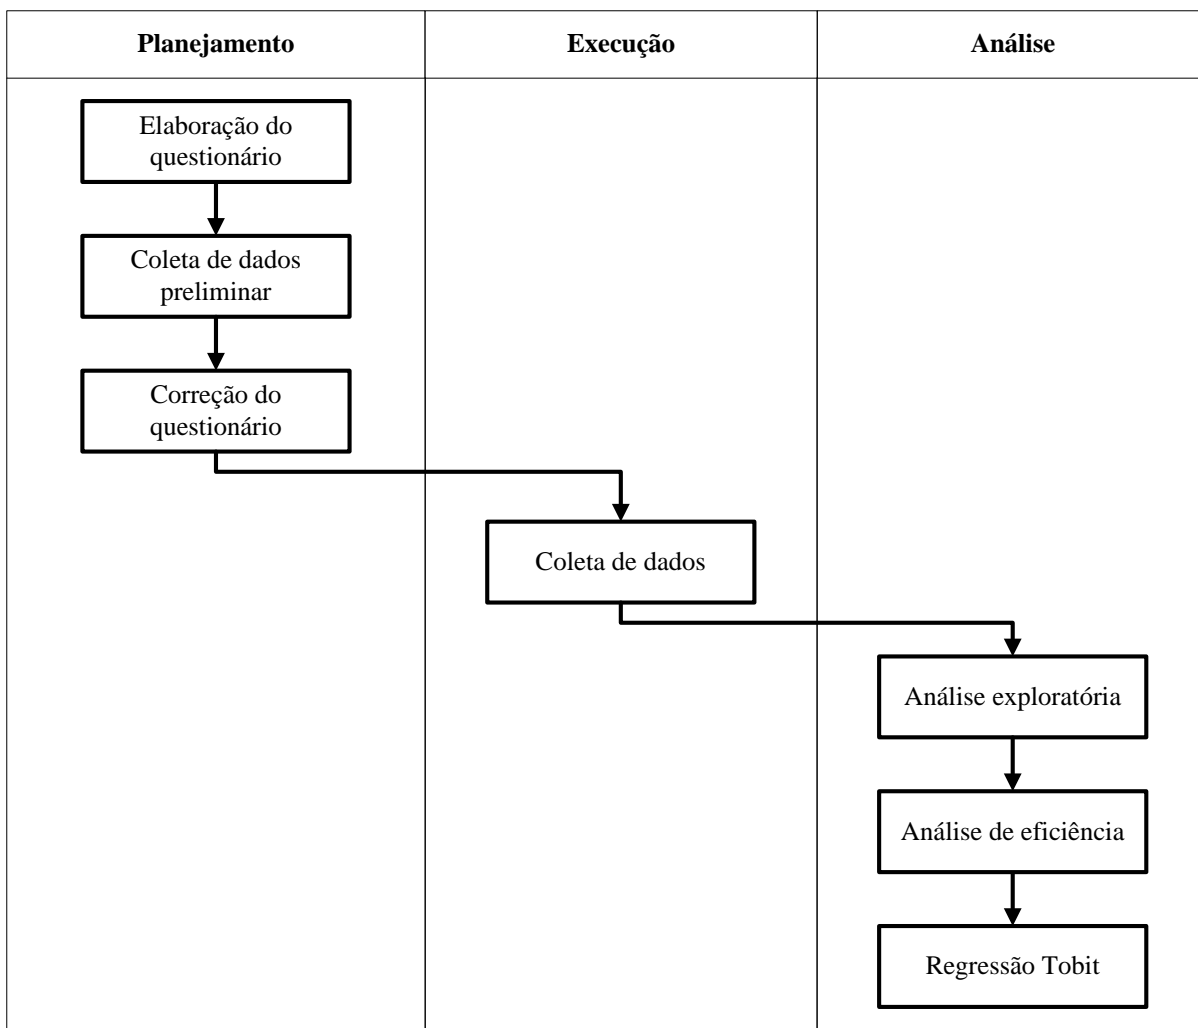 Planejamento
Execução
Análise
Elaboração do
questionário
Coleta de dados
preliminar
Correção do
questionário
Coleta de dados
Análise exploratória
Análise de eficiência
Regressão Tobit